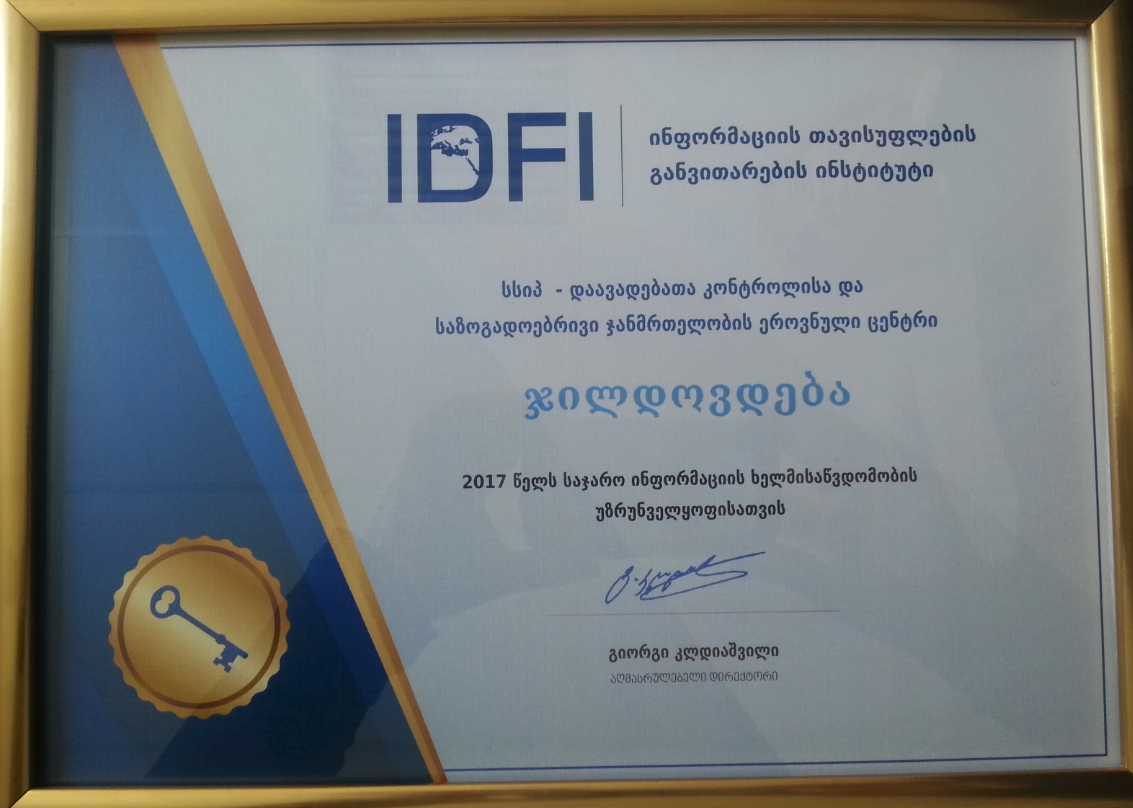 IDFI
ინფორმაციის თავისუფლების
განვითარების ინსტიტუტი
სსიპ - დაავადებათა კონტროლისა და
საზოგადოებრივი ჯანმრთელობის ეროვნული ცენტრი
ჯილდოვდება
2017 წელს საჯარო ინფორმაციის ხელმისაწვდომობის
უზრუნველყოფისათვის
გიორგი კლდიაშვილი
აღმასრულებელი დირექტორი